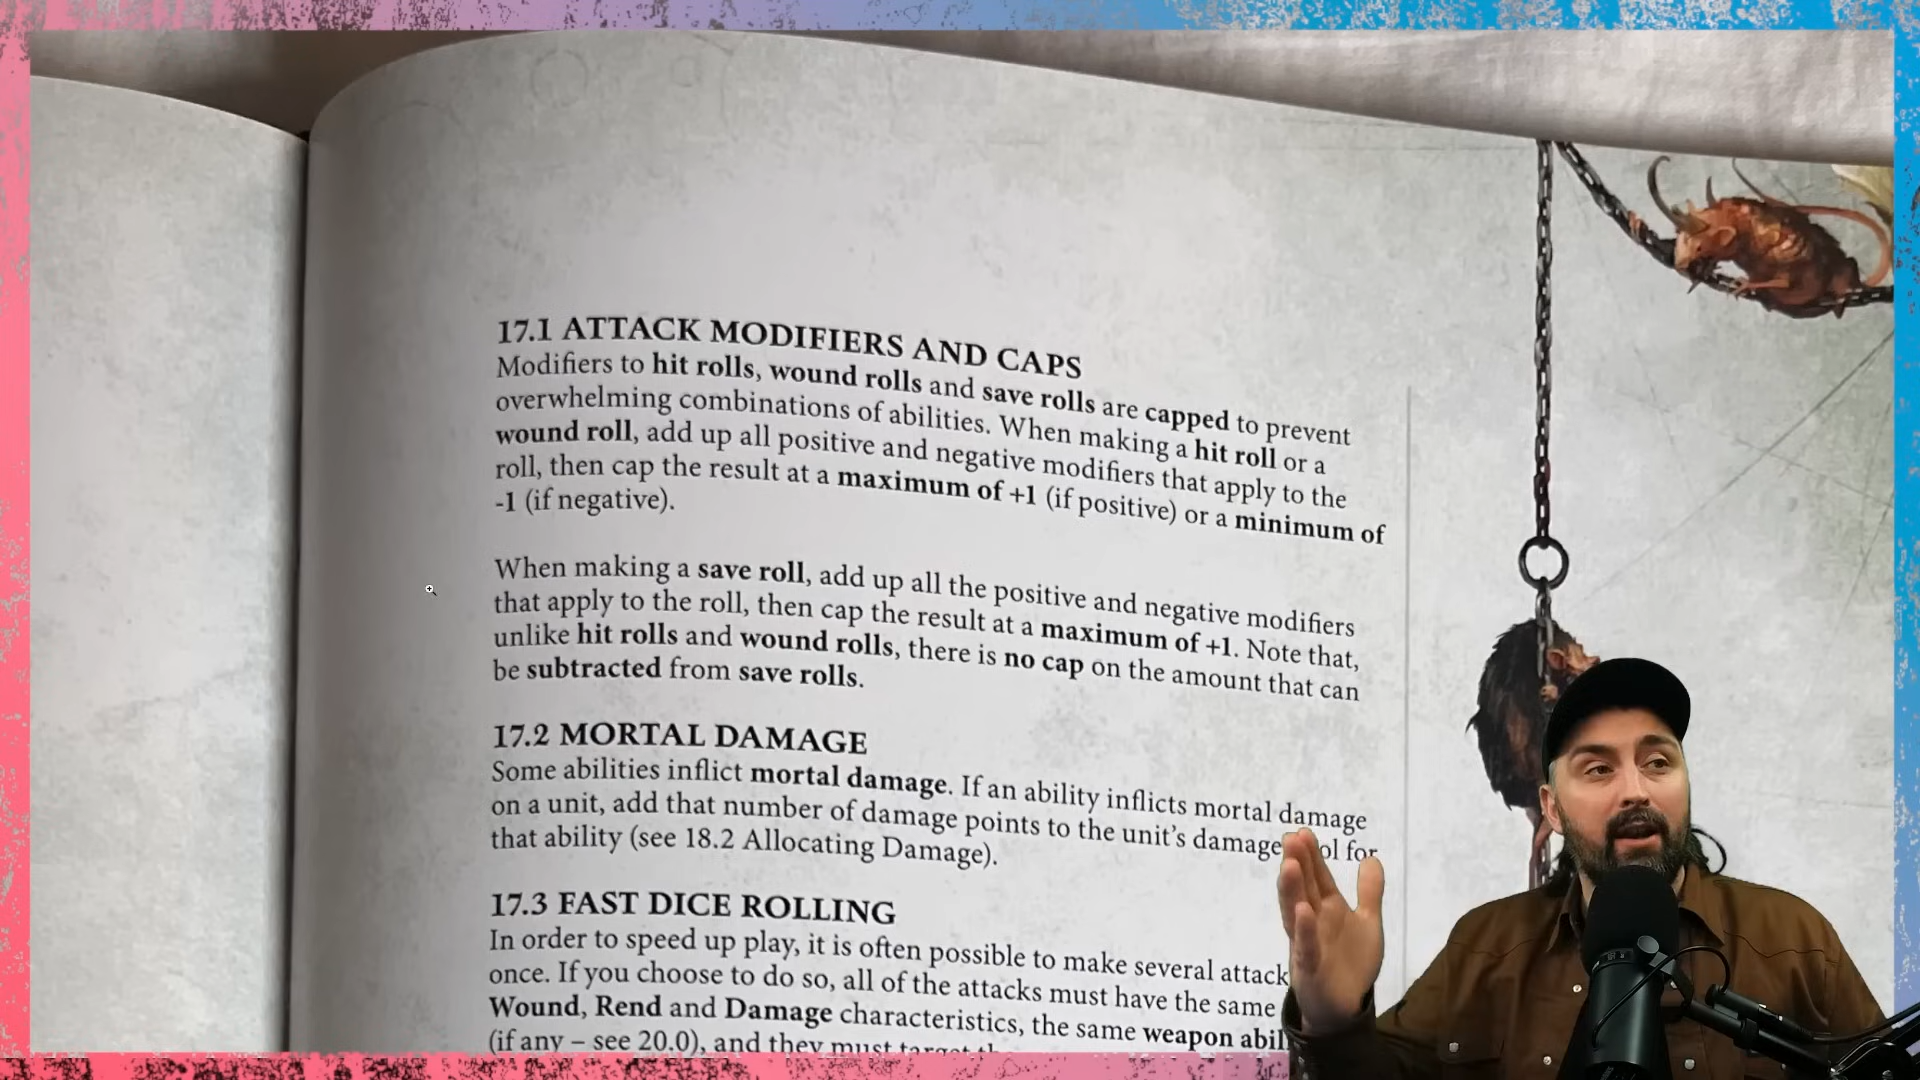 17.1 ATTACK MODIFIERS AND CAPS
Modifiers to hit rolls, wound rolls and save rolls are capped to prevent
overwhelming combinations of abilities. When making a hit roll or a
wound roll, add up all positive and negative modifiers that apply to the
roll, then cap the result at a maximum of +1 (if positive) or a minimum of
-1 (if negative).
When making a save roll, add up all the positive and negative modifiers
that apply to the roll, then cap the result at a maximum of +1. Note that,
unlike hit rolls and wound rolls, there is no cap on the amount that can
be subtracted from save rolls.
17.2 MORTAL DAMAGE
Some abilities inflict mortal damage. If an ability inflicts mortal damage
on a unit, add that number of damage points to the unit's damage for
that ability (see 18.2 Allocating Damage).
17.3 FAST DICE ROLLING
In order to speed up play, it is often possible to make several attack
once. If you choose to do so, all of the attacks must have the same
Wound, Rend and Damage characteristics, the same weapon abil
(if any – see 20.0), and they must